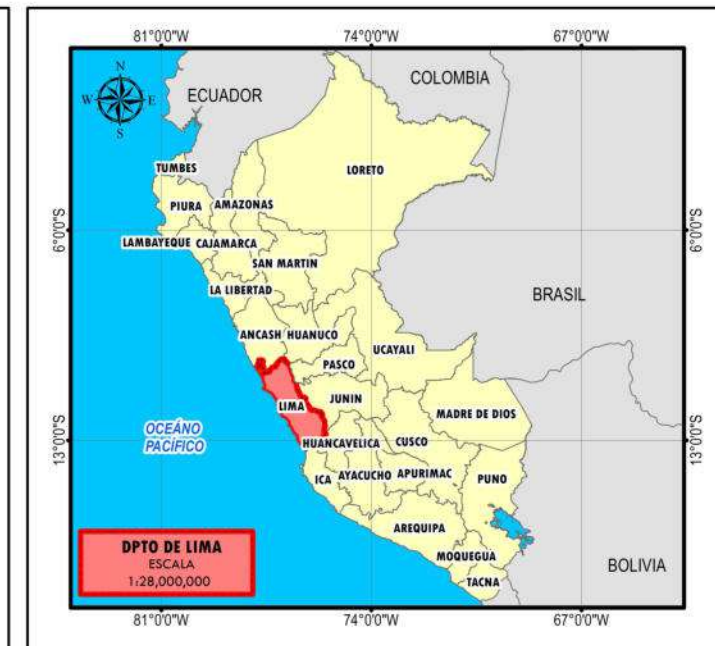 81°0'0"W 74°0'0"W 67°0'0"W
N
W E
S
COLOMBIA
ECUADOR
TUMBES
LORETO
PIURA AMAZONAS
6°0'0"S 6°0'0"S
LAMBAYEQUE CAJAMARCA
SAN MARTIN
LA LIBERTAD
BRASIL
ANCASH HUANUCO
UCAYALI
PASCO
JUNIN
LIMA
MADRE DE DIOS
OCEÁNO
PACÍFICO
13°0'0"S 13°0'0"S
HUANCAVELICA CUSCO
ICA AYACUCHO APURIMAC PUNO
AREQUIPA
DPTO DE LIMA
ESCALA
1:28,000,000
MOQUEGUA
BOLIVIA
TACNA
81°0'0"W 74°0'0"W 67°0'0"W